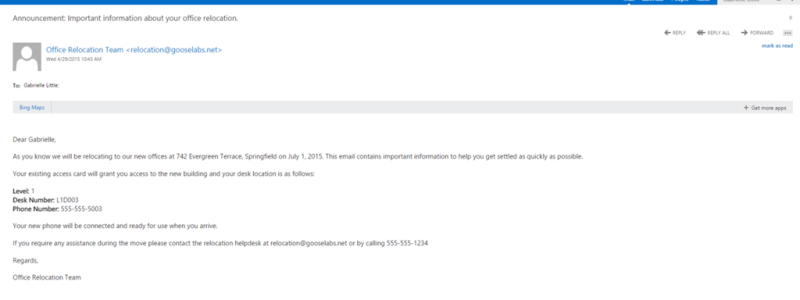 Announcement: Important information about your office relocation.
REPLY REPLY ALL FORWARD
mark as read
Office Relocation Team <relocation@gooselabs.net>
Wed 4/29/2015 10:43 AM
To: Gabrielle Little;
Bing Maps + Get more apps
Dear Gabrielle,
As you know we will be relocating to our new offices at 742 Evergreen Terrace, Springfield on July 1, 2015. This email contains important information to help you get settled as quickly as possible.
Your existing access card will grant you access to the new building and your desk location is as follows:
Level: 1
Desk Number: L1D003
Phone Number: 555-555-5003
Your new phone will be connected and ready for use when you arrive.
If you require any assistance during the move please contact the relocation helpdesk at relocation@gooselabs.net or by calling 555-555-1234
Regards,
Office Relocation Team